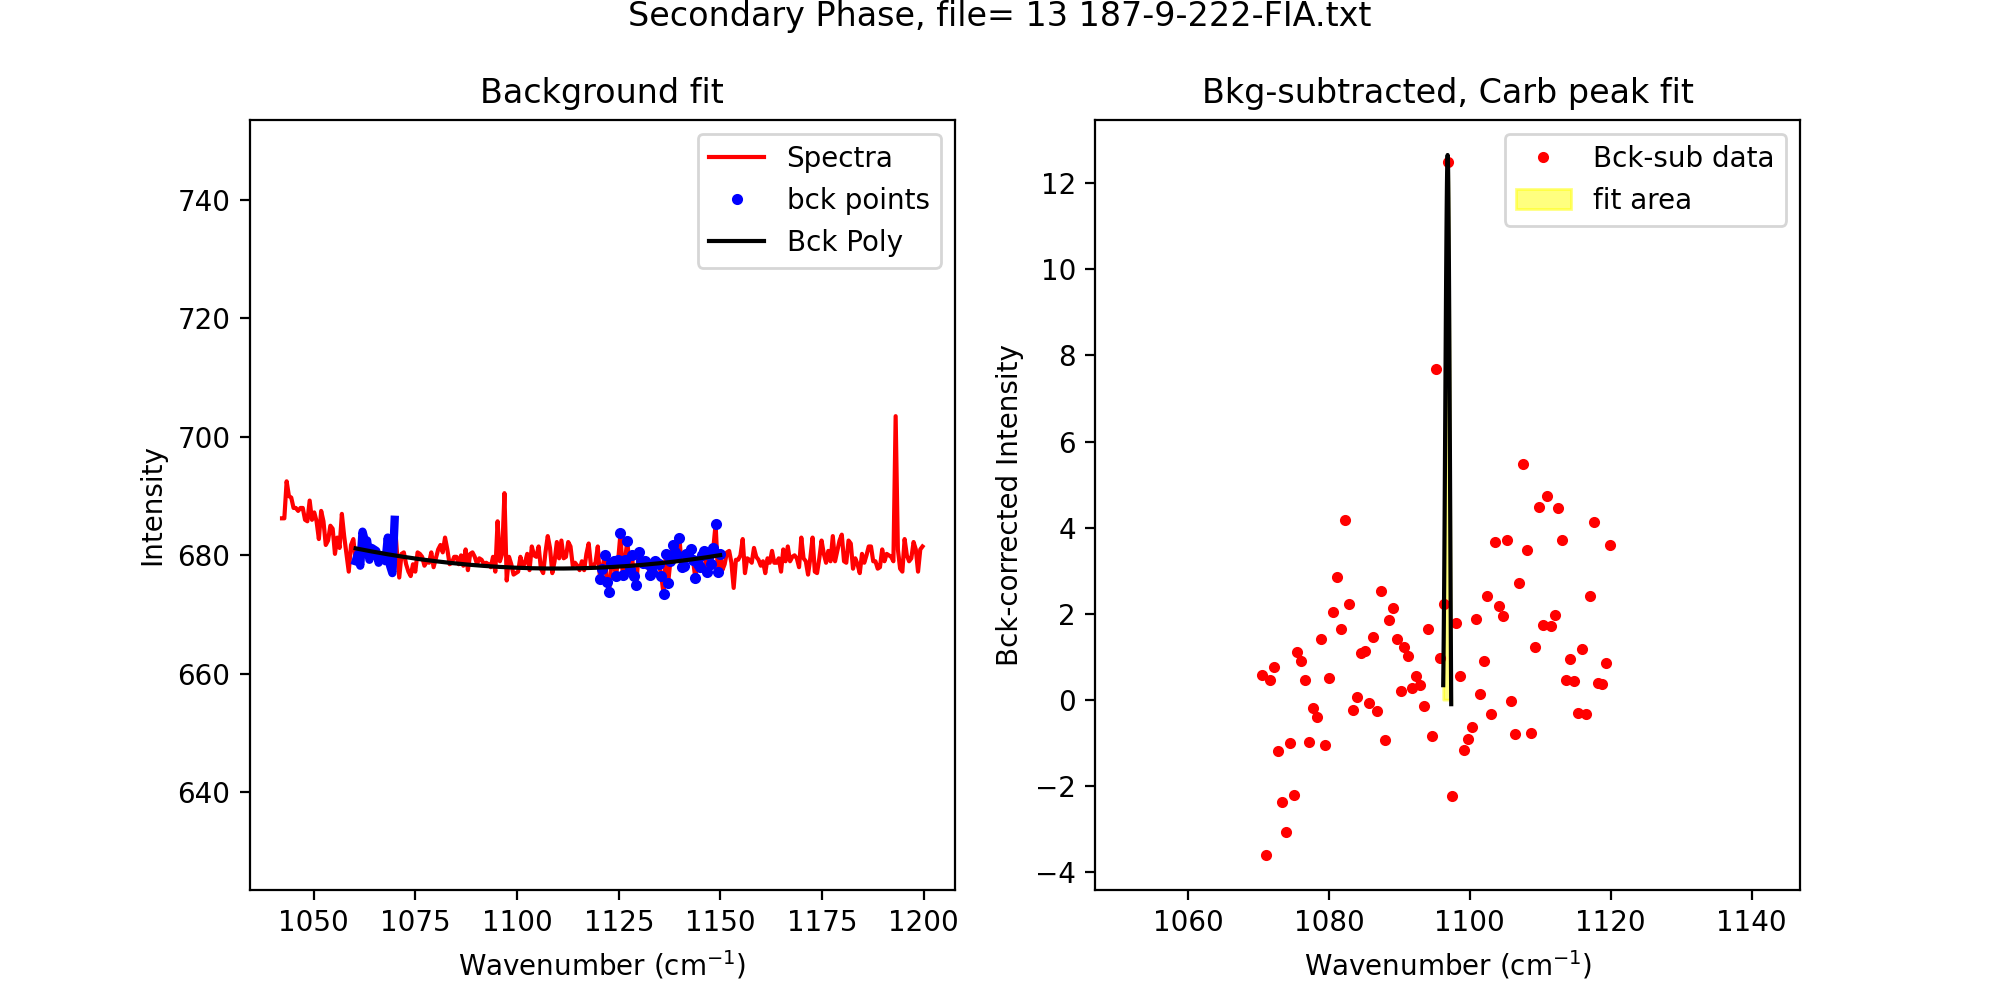 Secondary Phase, file= 13 187-9-222-FIA.txt
Background fit
Intensity
740
720
700
680
660
640
1050 1075 1100 1125 1150 1175 1200
Wavenumber (cm⁻¹)
Spectra
bck points
Bck Poly
Bkg-subtracted, Carb peak fit
Bck-corrected Intensity
12
10
8
6
4
2
0
−2
−4
1060 1080 1100 1120 1140
Wavenumber (cm⁻¹)
Bck-sub data
fit area